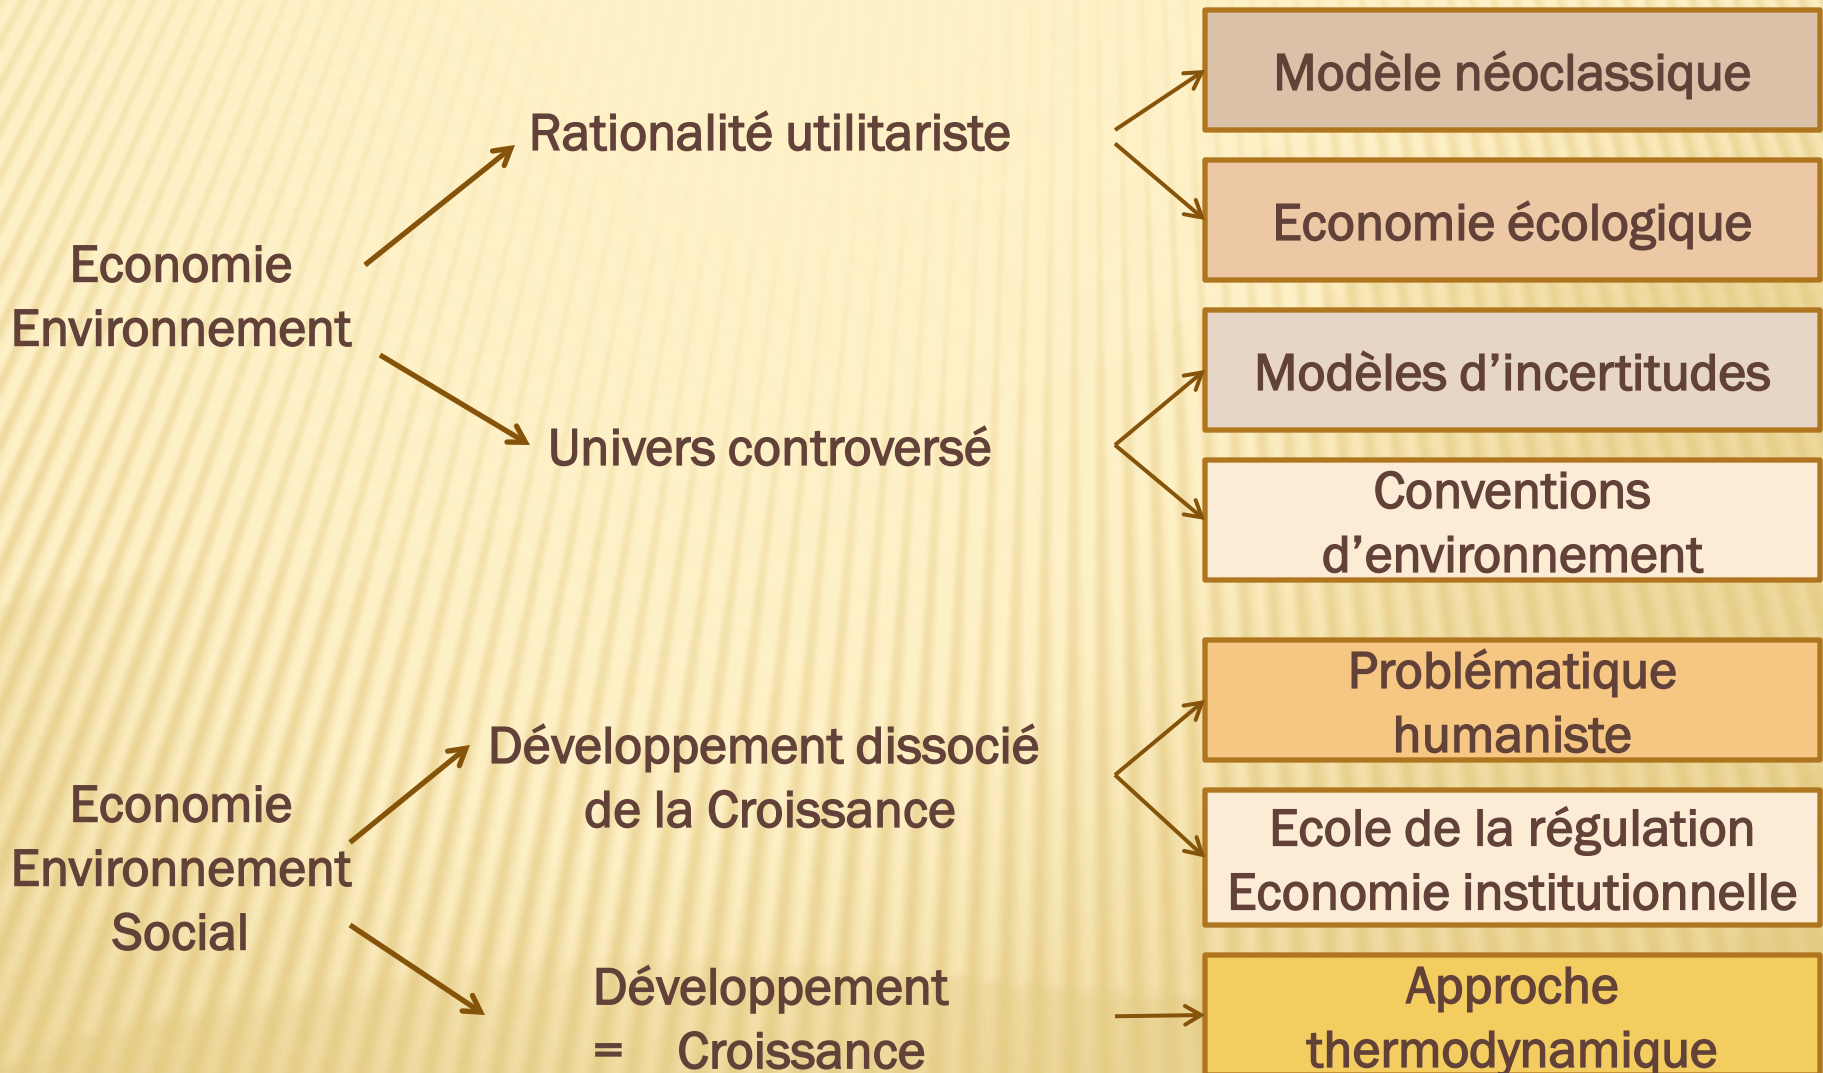 Economie
Environnement
Rationalité utilitariste
Modèle néoclassique
Economie écologique
Univers controversé
Modèles d’incertitudes
Conventions
d’environnement
Economie
Environnement
Social
Développement dissocié
de la Croissance
Problématique
humaniste
Ecole de la régulation
Economie institutionnelle
Développement
= Croissance
Approche
thermodynamique